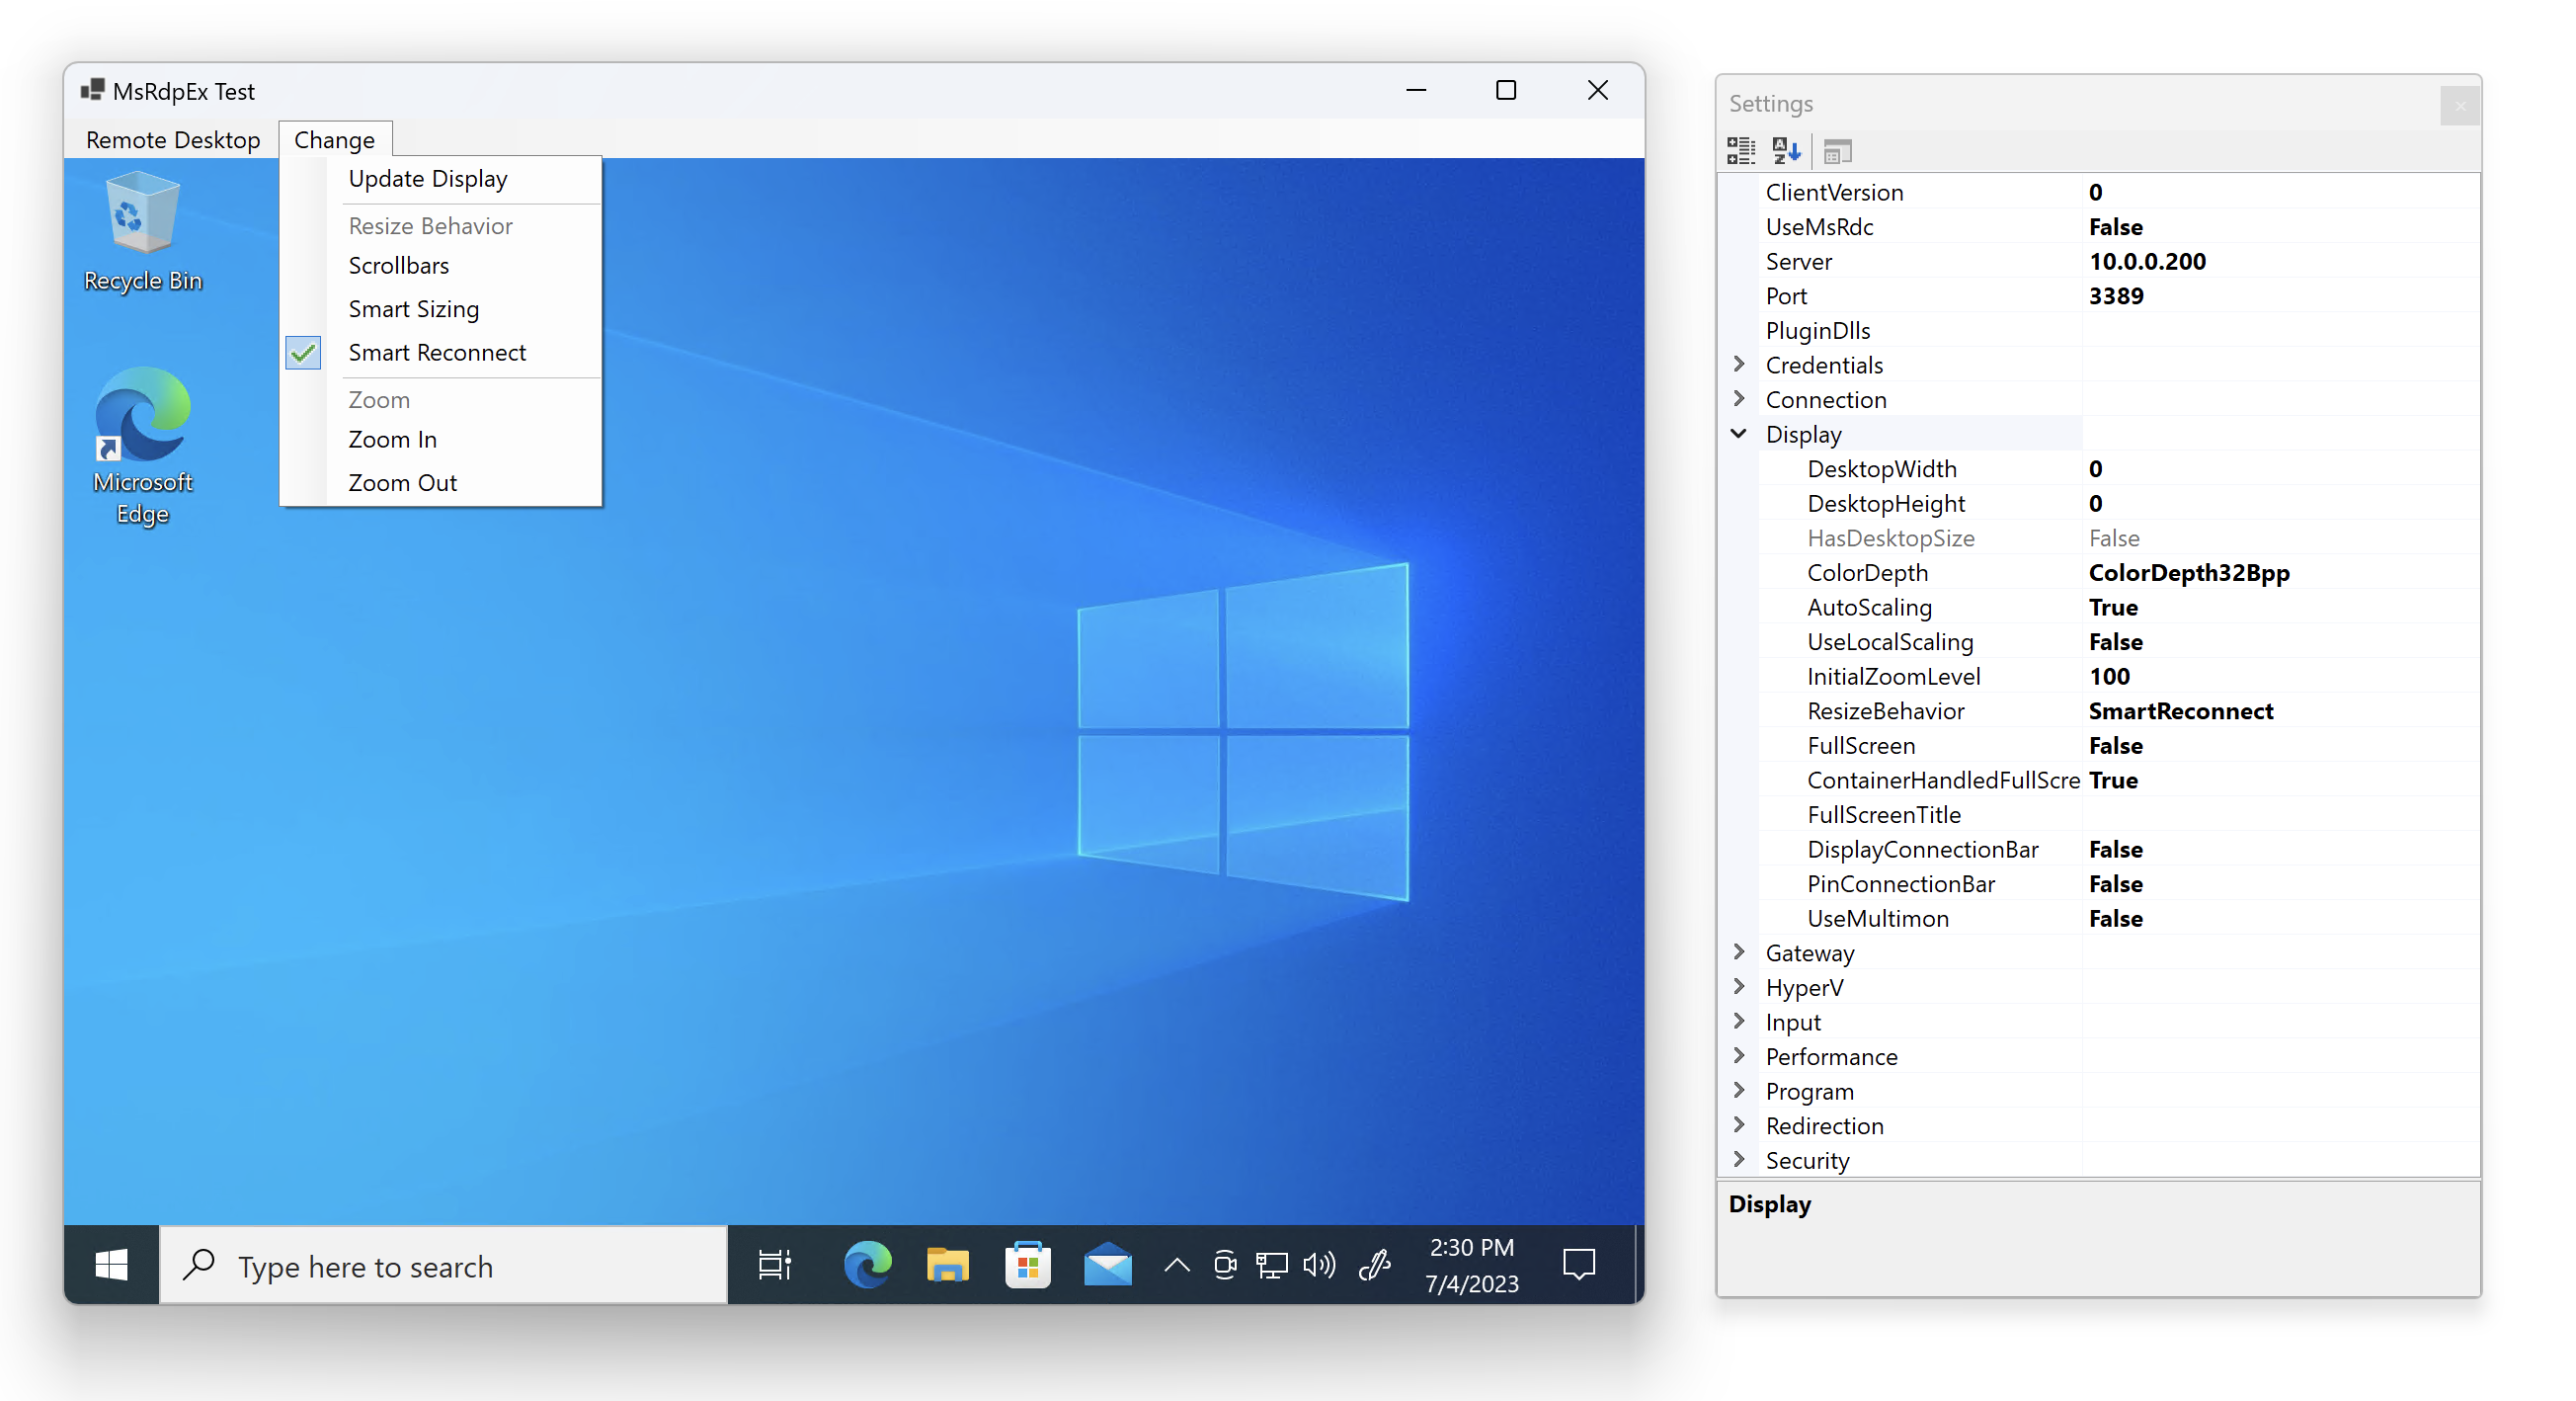 MsRdpEx Test
Remote Desktop Change
Update Display
Resize Behavior
Scrollbars
Smart Sizing
Smart Reconnect
Zoom
Zoom In
Zoom Out
Recycle Bin
Microsoft
Edge
Type here to search
2:30 PM
7/4/2023
Settings
ClientVersion 0
UseMsRdc False
Server 10.0.0.200
Port 3389
PluginDlls
Credentials
Connection
Display
DesktopWidth 0
DesktopHeight 0
HasDesktopSize False
ColorDepth ColorDepth32Bpp
AutoScaling True
UseLocalScaling False
InitialZoomLevel 100
ResizeBehavior SmartReconnect
FullScreen False
ContainerHandledFullScre True
FullScreenTitle
DisplayConnectionBar False
PinConnectionBar False
UseMultimon False
Gateway
HyperV
Input
Performance
Program
Redirection
Security
Display